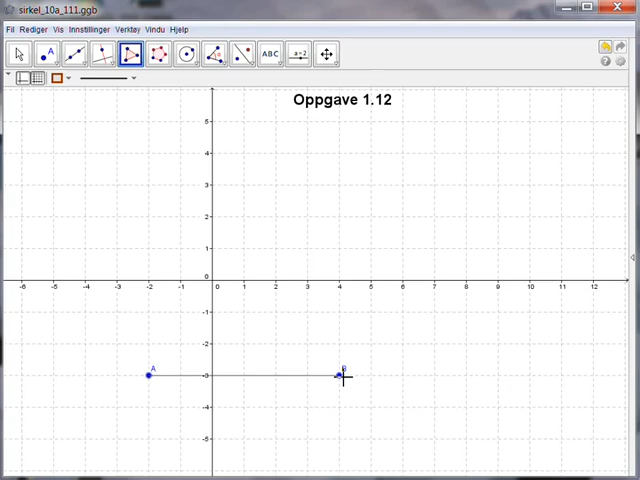 sirkel_10a_111.ggb
Fil Rediger Vis Innstillinger Verktøy Vindu Hjelp
A
ABC
a=2
Oppgave 1.12
5
4
3
2
1
0
-6 -5 -4 -3 -2 -1 0 1 2 3 4 5 6 7 8 9 10 11 12
-1
-2
A B
-3
-4
-5